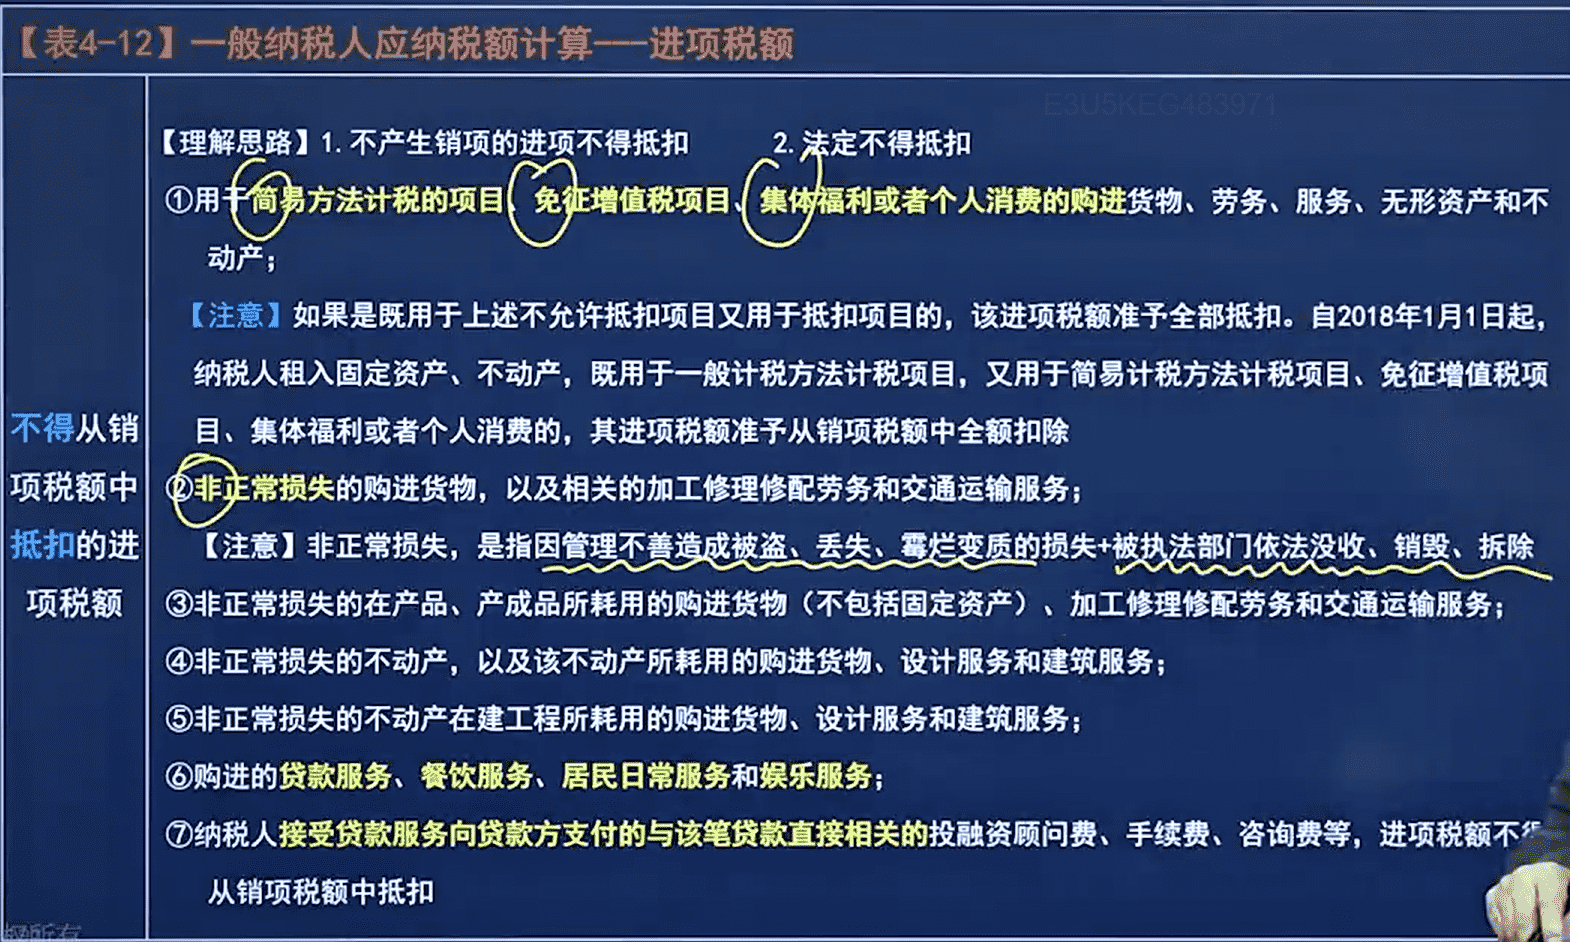 【表4-12】一般纳税人应纳税额计算---进项税额
E3U5KEG483971
不得从销
项税额中
抵扣的进
项税额
【理解思路】1.不产生销项的进项不得抵扣 2.法定不得抵扣
①用于简易方法计税的项目、免征增值税项目、集体福利或者个人消费的购进货物、劳务、服务、无形资产和不
动产；
【注意】如果是既用于上述不允许抵扣项目又用于抵扣项目的，该进项税额准予全部抵扣。自2018年1月1日起，
纳税人租入固定资产、不动产，既用于一般计税方法计税项目，又用于简易计税方法计税项目、免征增值税项
目、集体福利或者个人消费的，其进项税额准予从销项税额中全额扣除
②非正常损失的购进货物，以及相关的加工修理修配劳务和交通运输服务；
【注意】非正常损失，是指因管理不善造成被盗、丢失、霉烂变质的损失+被执法部门依法没收、销毁、拆除
③非正常损失的在产品、产成品所耗用的购进货物（不包括固定资产）、加工修理修配劳务和交通运输服务；
④非正常损失的不动产，以及该不动产所耗用的购进货物、设计服务和建筑服务；
⑤非正常损失的不动产在建工程所耗用的购进货物、设计服务和建筑服务；
⑥购进的贷款服务、餐饮服务、居民日常服务和娱乐服务；
⑦纳税人接受贷款服务向贷款方支付的与该笔贷款直接相关的投融资顾问费、手续费、咨询费等，进项税额不得
从销项税额中抵扣
权所有